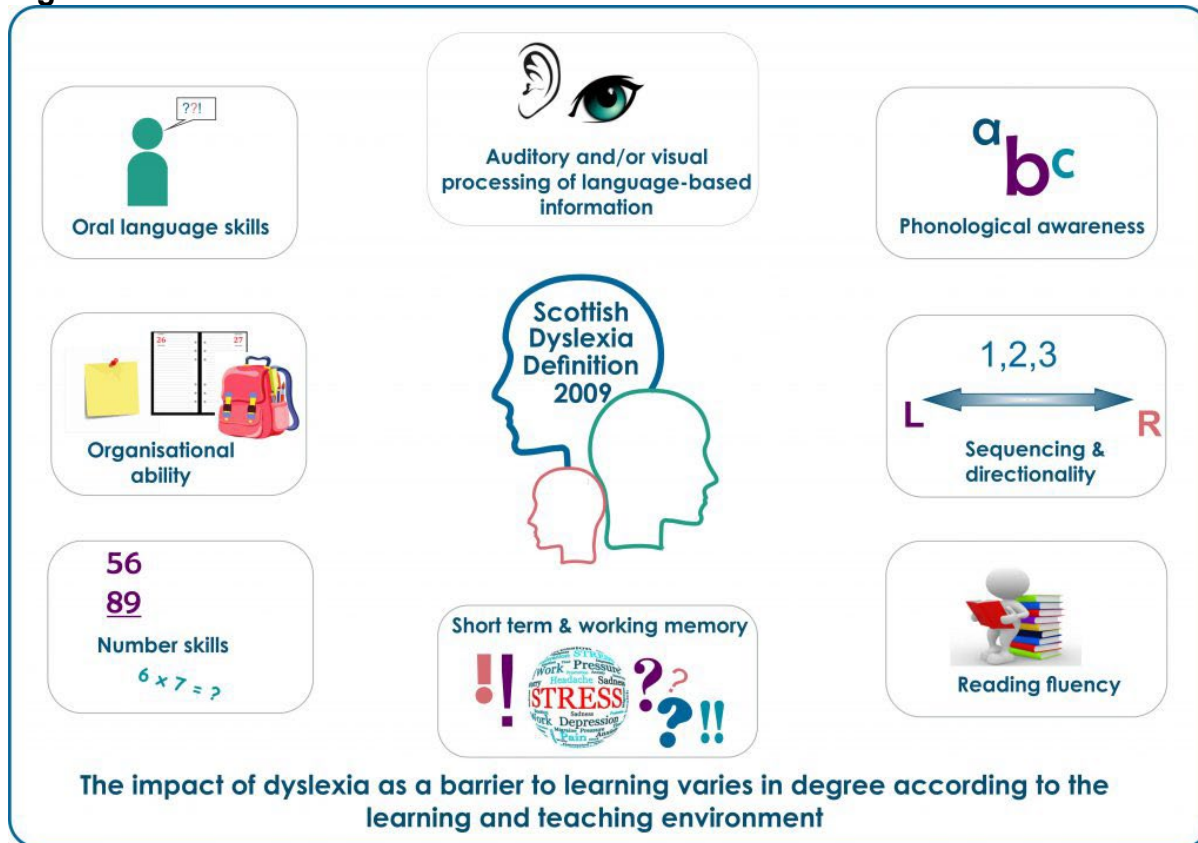 ??!
Oral language skills
Auditory and/or visual
processing of language-based
information
a
b
c
Phonological awareness
26
27
Organisational
ability
Scottish
Dyslexia
Definition
2009
1,2,3
L
R
Sequencing &
directionality
56
89
Number skills
6 x 7 = ?
Short term & working memory
!!
STRESS
Work Pressure
Headache Sadness
STRESS
Sadness
Work Depression
Pain
???
!!
Reading fluency
The impact of dyslexia as a barrier to learning varies in degree according to the
learning and teaching environment